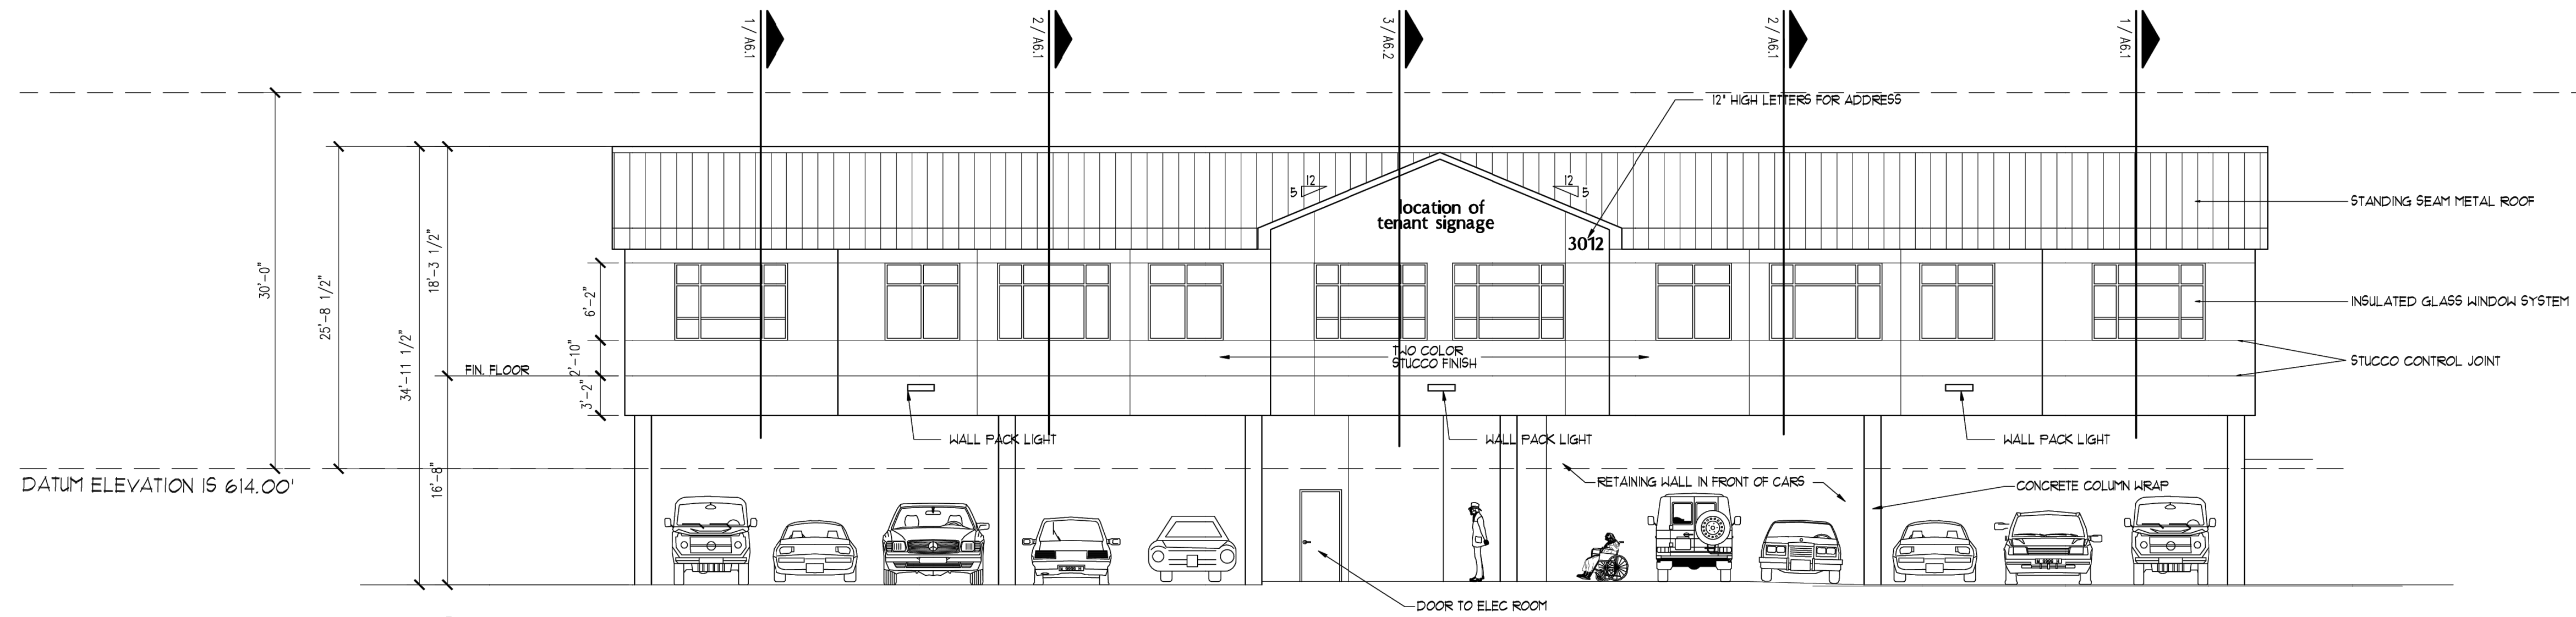 1/ A6.1
2/ A6.1
3/ A6.2
2/ A6.1
1/ A6.1
12" HIGH LETTERS FOR ADDRESS
12
5
12
5
location of
tenant signage
3012
STANDING SEAM METAL ROOF
30'-0"
25'-8 1/2"
34'-11 1/2"
18'-3 1/2"
6'-2"
INSULATED GLASS WINDOW SYSTEM
2'-10"
TWO COLOR
STUCCO FINISH
STUCCO CONTROL JOINT
FIN. FLOOR
3'-2"
WALL PACK LIGHT
WALL PACK LIGHT
WALL PACK LIGHT
16'-8"
DATUM ELEVATION IS 614.00'
RETAINING WALL IN FRONT OF CARS
CONCRETE COLUMN WRAP
DOOR TO ELEC ROOM